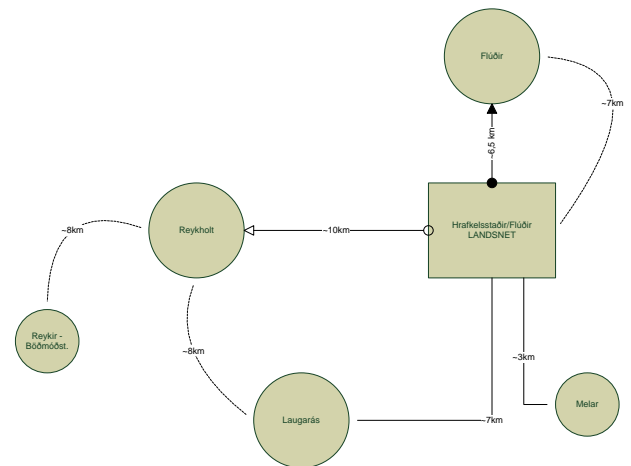 Flúðir
~7km
~6,5 km
Hrafkelsstaðir/Flúðir
LANDSNET
Reykholt
~10km
~8km
Reykir -
Böðmóðst.
~8km
~3km
Laugarás
~7km
Melar